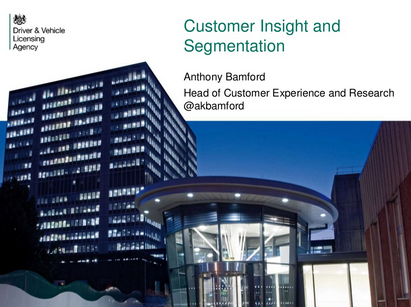 Driver & Vehicle
Licensing
Agency
Customer Insight and
Segmentation
Anthony Bamford
Head of Customer Experience and Research
@akbamford